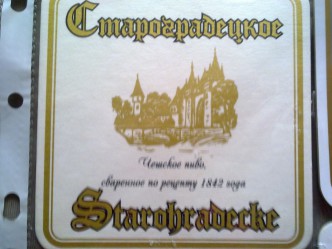 Староградецкое
Чешское пиво,
сваренное по рецепту 1842 года
Starohradecke